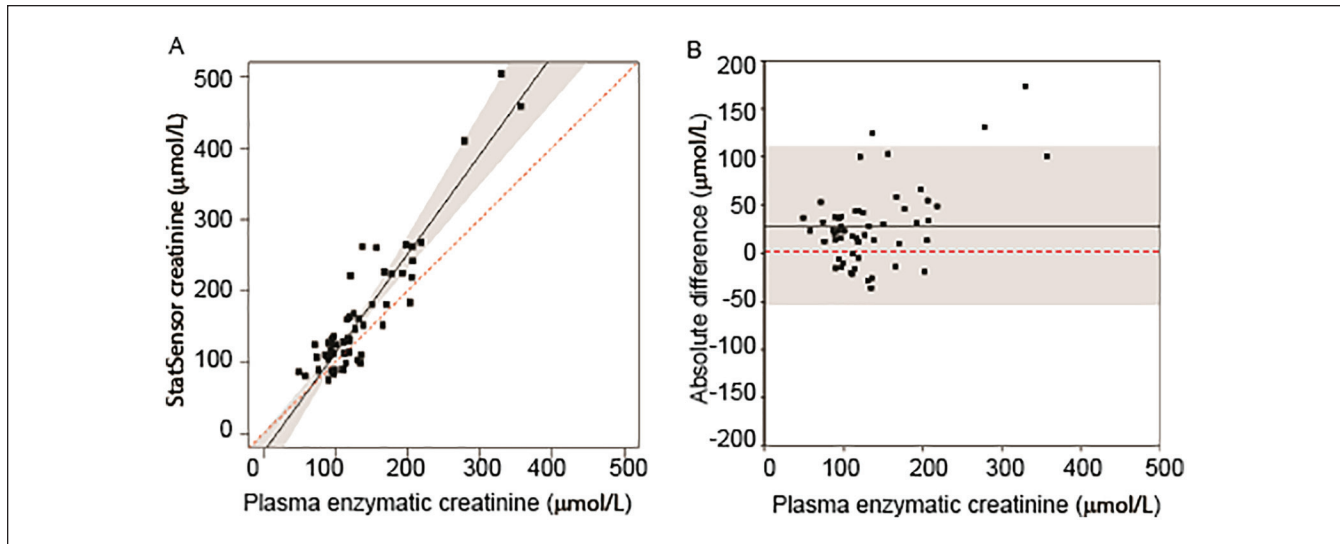 A
500
400
300
200
100
0
StatSensor creatinine (μmol/L)
0 100 200 300 400 500
Plasma enzymatic creatinine (μmol/L)
B
200
150
100
50
0
-50
-100
-150
-200
Absolute difference (μmol/L)
0 100 200 300 400 500
Plasma enzymatic creatinine (μmol/L)